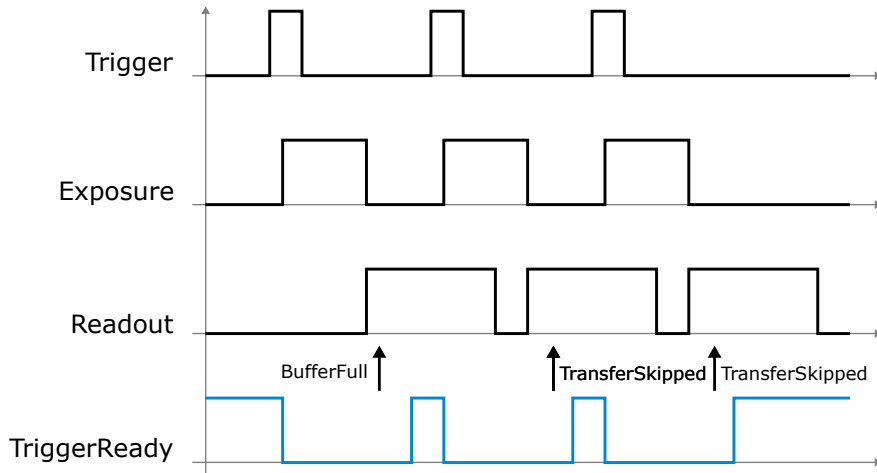 Trigger
Exposure
Readout
BufferFull
TransferSkipped
TransferSkipped
TriggerReady